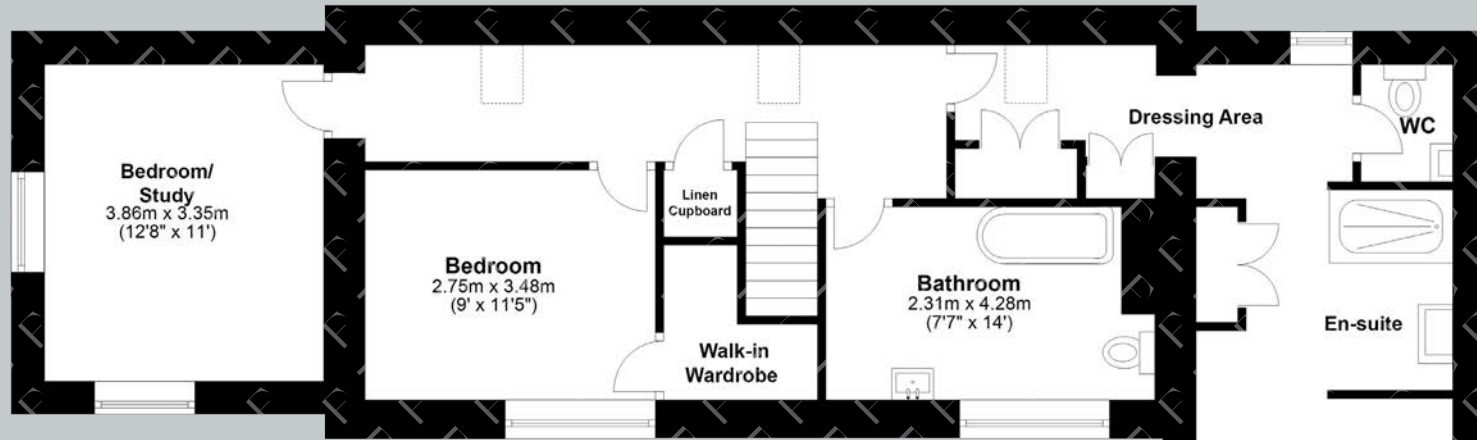 Bedroom/
Study
3.86m x 3.35m
(12'8" x 11')
Bedroom
2.75m x 3.48m
(9' x 11'5")
Linen
Cupboard
Walk-in
Wardrobe
Bathroom
2.31m x 4.28m
(7'7" x 14')
Dressing Area
WC
En-suite